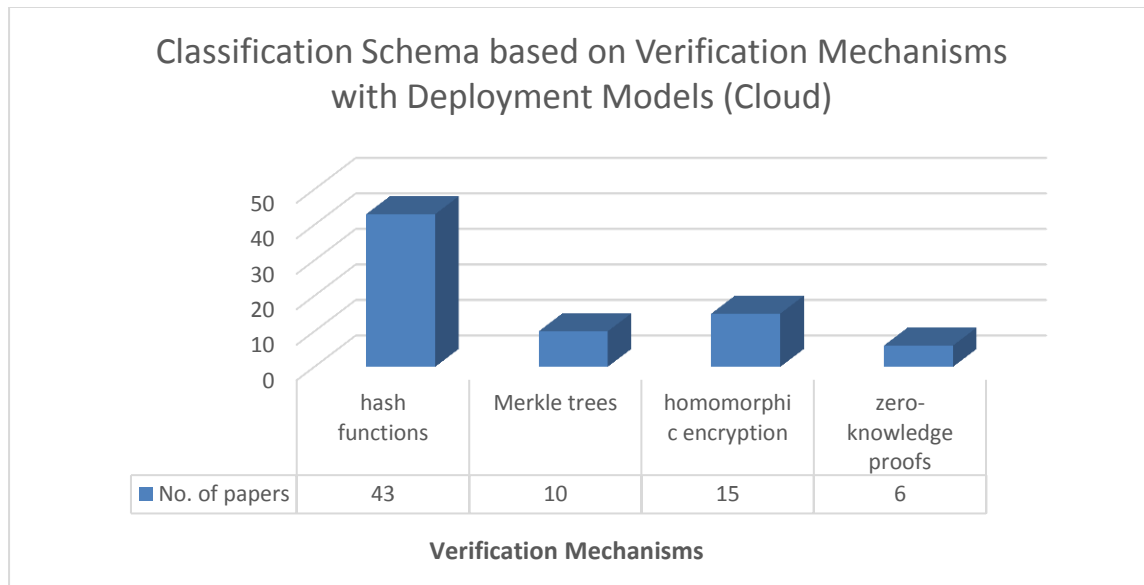 Classification Schema based on Verification Mechanisms
with Deployment Models (Cloud)
50
40
30
20
10
0
hash
functions
Merkle trees
homomorphi
c encryption
zero-
knowledge
proofs
No. of papers 43 10 15 6
Verification Mechanisms